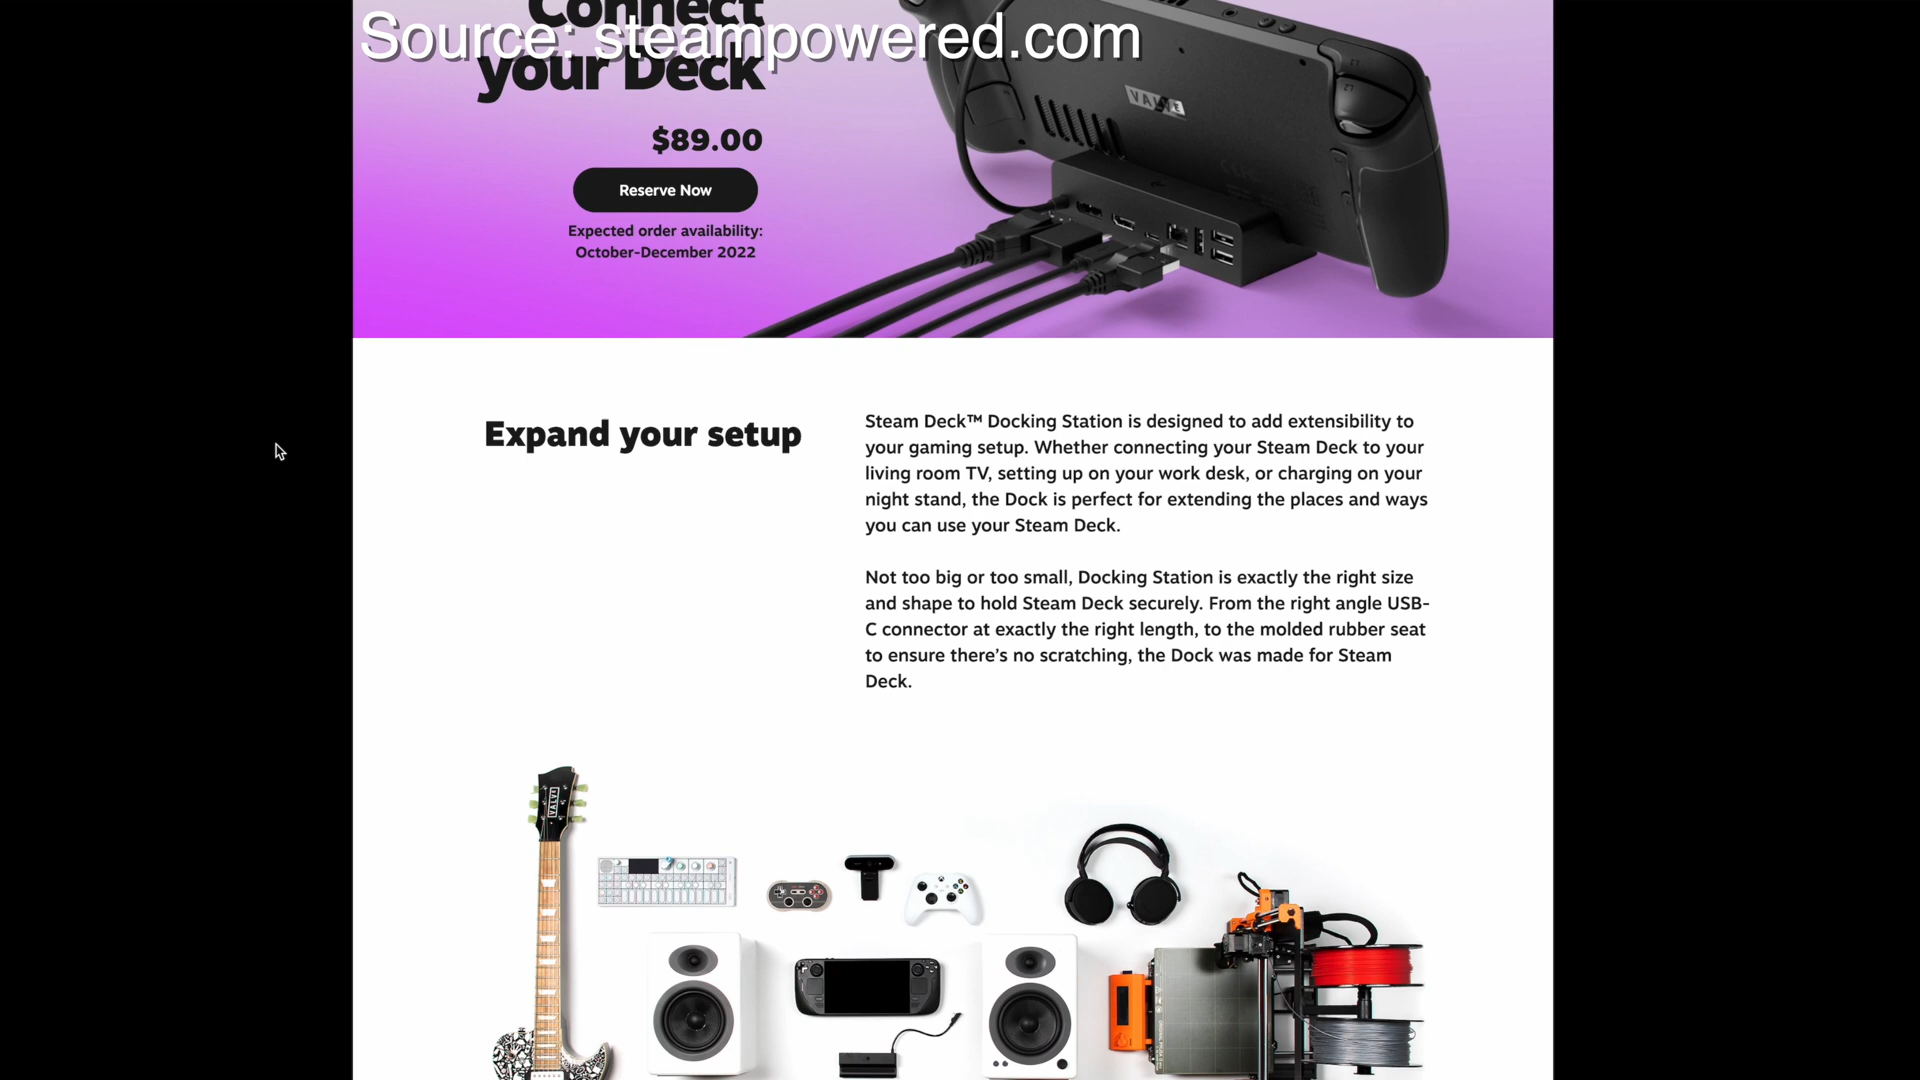 Connect
Source: steampowered.com
your Deck
$89.00
Reserve Now
Expected order availability:
October-December 2022
VALVE
Expand your setup
Steam Deck™ Docking Station is designed to add extensibility to
your gaming setup. Whether connecting your Steam Deck to your
living room TV, setting up on your work desk, or charging on your
night stand, the Dock is perfect for extending the places and ways
you can use your Steam Deck.
Not too big or too small, Docking Station is exactly the right size
and shape to hold Steam Deck securely. From the right angle USB-
C connector at exactly the right length, to the molded rubber seat
to ensure there’s no scratching, the Dock was made for Steam
Deck.
VALVE